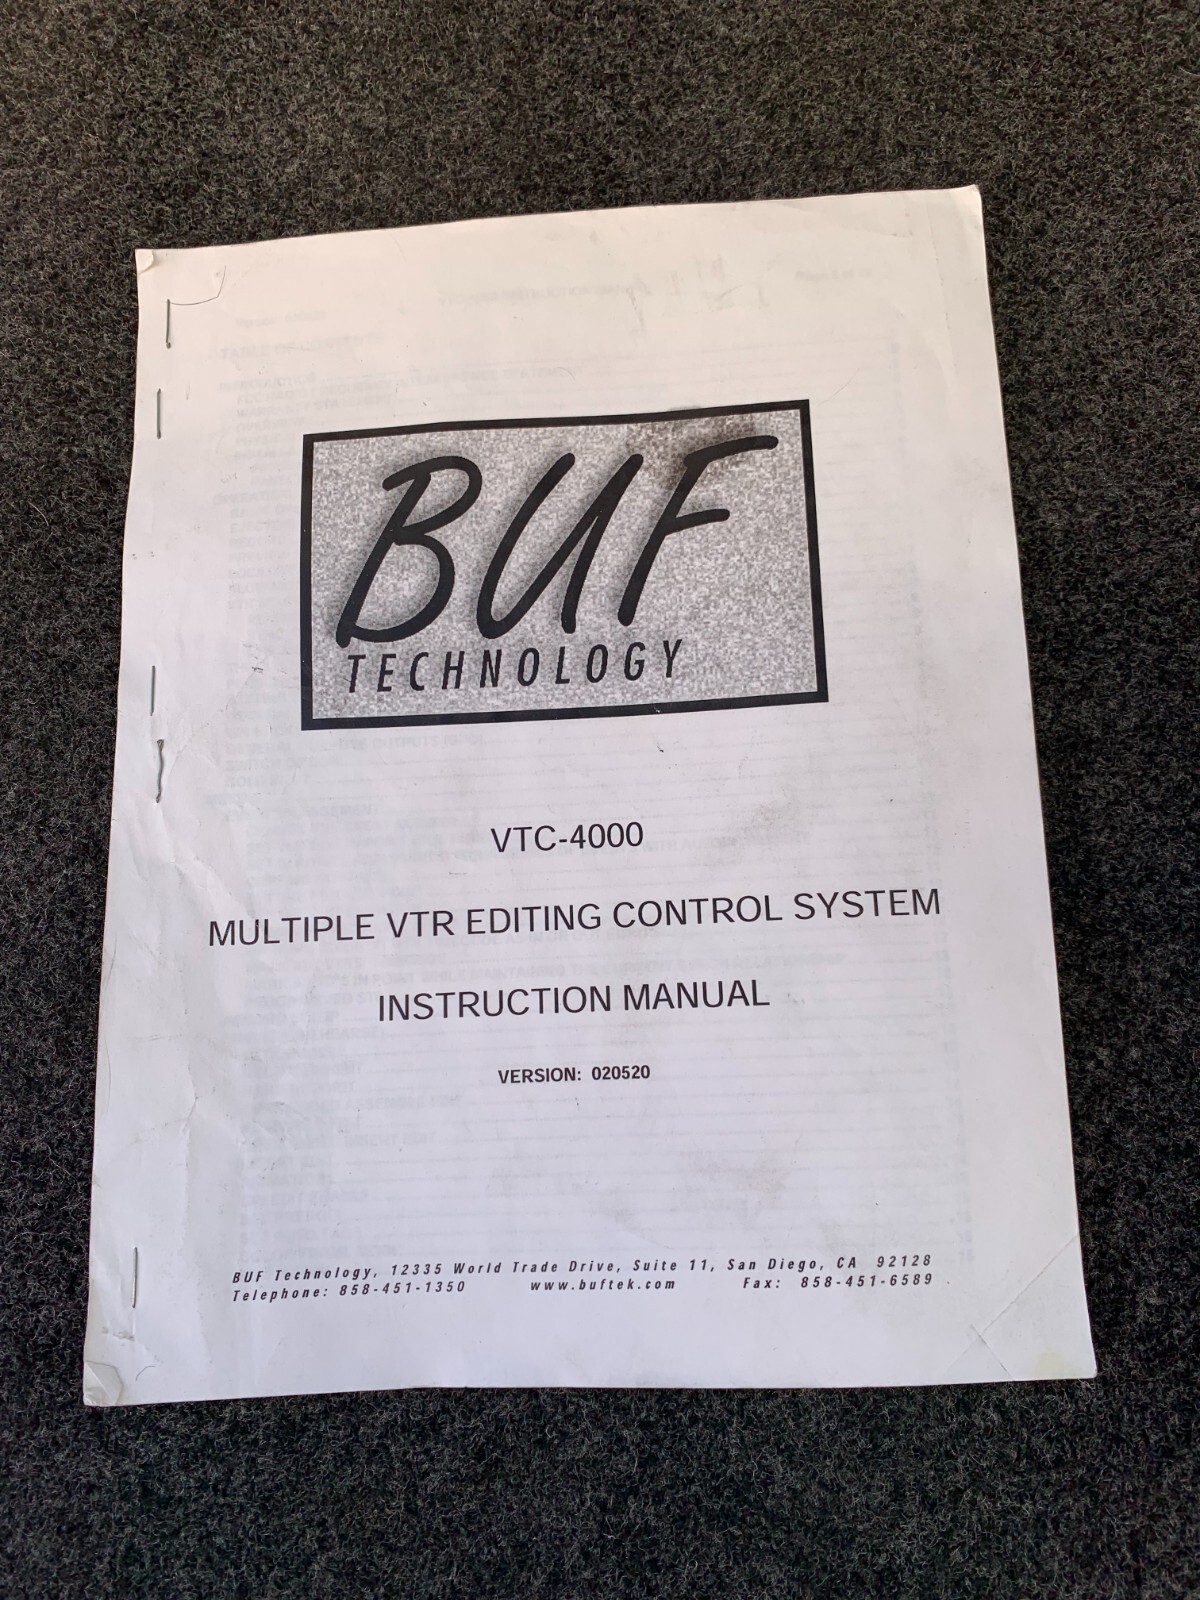 BUF
TECHNOLOGY
VTC-4000
MULTIPLE VTR EDITING CONTROL SYSTEM
INSTRUCTION MANUAL
VERSION: 020520
BUF Technology, 12335 World Trade Drive, Suite 11, San Diego, CA 92128
Telephone: 858-451-1350 www.buftek.com Fax: 858-451-6589